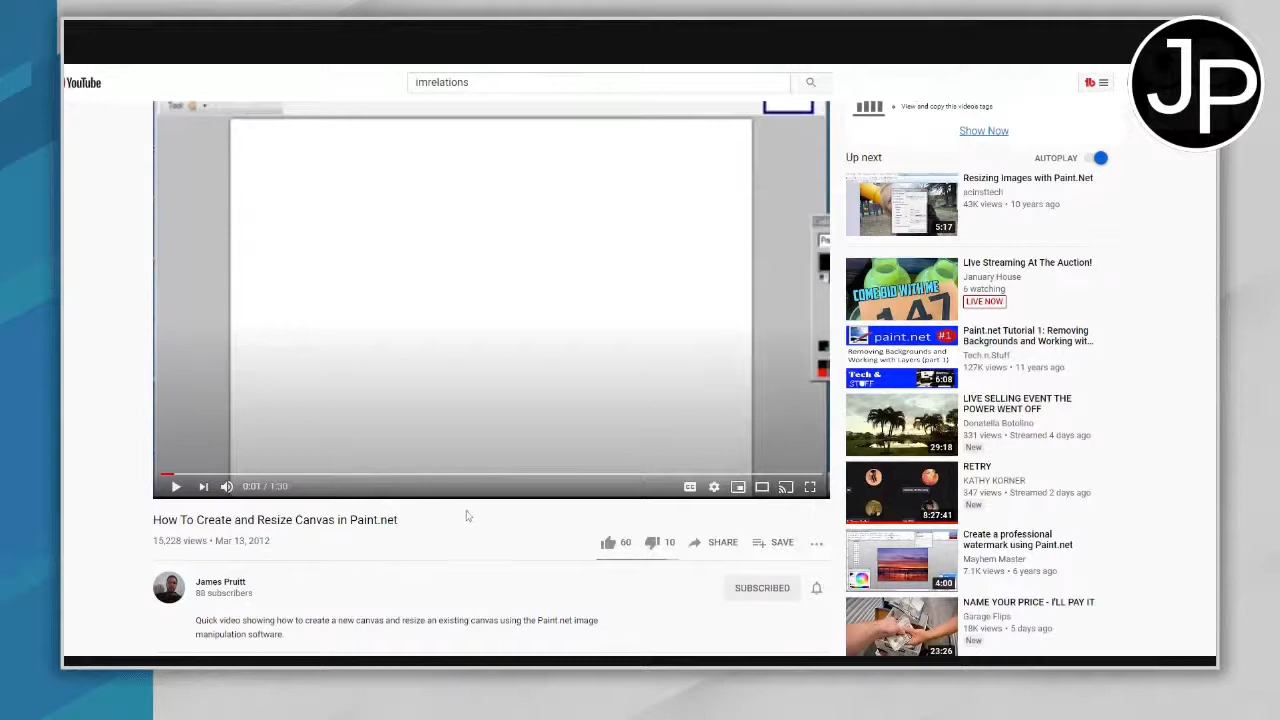 JP
YouTube
imrelations
Tool
View and copy this videos tags
Show Now
Up next
AUTOPLAY
Resizing Images with Paint.Net
acinsttech
43K views • 10 years ago
5:17
Live Streaming At The Auction!
January House
6 watching
LIVE NOW
COME BID WITH ME
147
Paint.net Tutorial 1: Removing
Backgrounds and Working wit...
Tech.n.Stuff
127K views • 11 years ago
paint.net #1
Removing Backgrounds and
Working with Layers (part 1)
Tech &
STUFF
6:08
LIVE SELLING EVENT THE
POWER WENT OFF
Donatella Botolino
331 views • Streamed 4 days ago
New
29:18
RETRY
KATHY KORNER
347 views • Streamed 2 days ago
New
8:27:41
Create a professional
watermark using Paint.net
Mayhem Master
7.1K views • 6 years ago
4:00
NAME YOUR PRICE - I'LL PAY IT
Garage Flips
18K views • 5 days ago
New
23:26
0:01 / 1:30
CC
How To Create and Resize Canvas in Paint.net
15,228 views • Mar 13, 2012
60 10 SHARE SAVE
James Pruitt
88 subscribers
SUBSCRIBED
Quick video showing how to create a new canvas and resize an existing canvas using the Paint.net image
manipulation software.